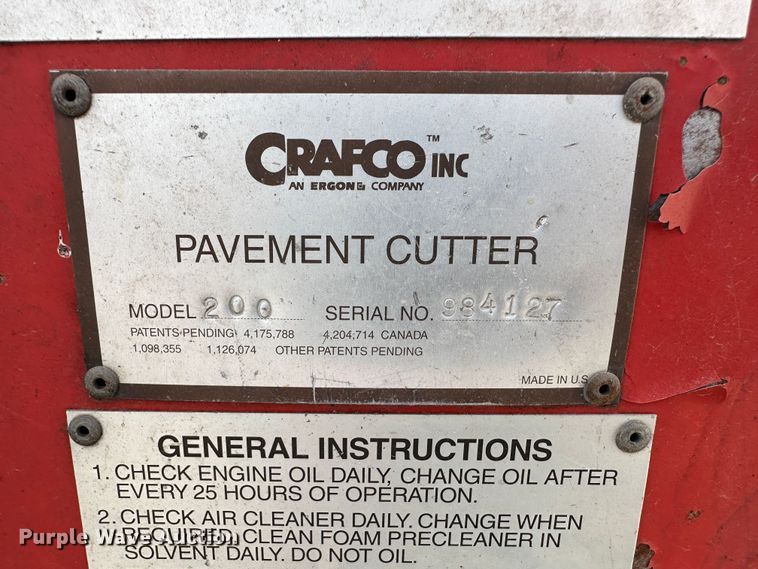 CRAFCO™ INC
AN ERGON COMPANY
PAVEMENT CUTTER
MODEL 200 SERIAL NO. 984127
PATENTS-PENDING 4,175,788 4,204,714 CANADA
1,098,355 1,126,074 OTHER PATENTS PENDING
MADE IN U.S
GENERAL INSTRUCTIONS
1. CHECK ENGINE OIL DAILY, CHANGE OIL AFTER
EVERY 25 HOURS OF OPERATION.
2. CHECK AIR CLEANER DAILY. CHANGE WHEN
REQUIRED. CLEAN FOAM PRECLEANER IN
SOLVENT DAILY. DO NOT OIL.
Purple Wave Auction